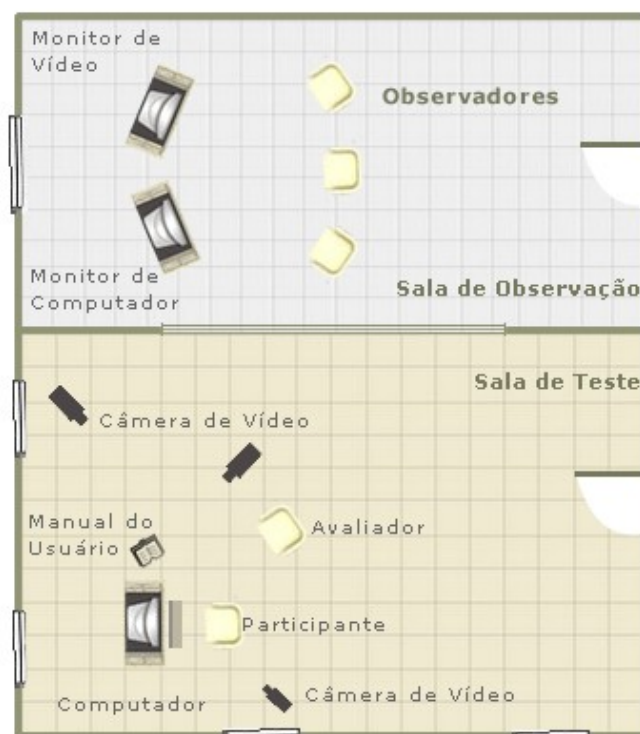 Monitor de
Vídeo
Observadores
Monitor de
Computador
Sala de Observação
Sala de Teste
Câmera de Vídeo
Manual do
Usuário
Avaliador
Participante
Computador
Câmera de Vídeo